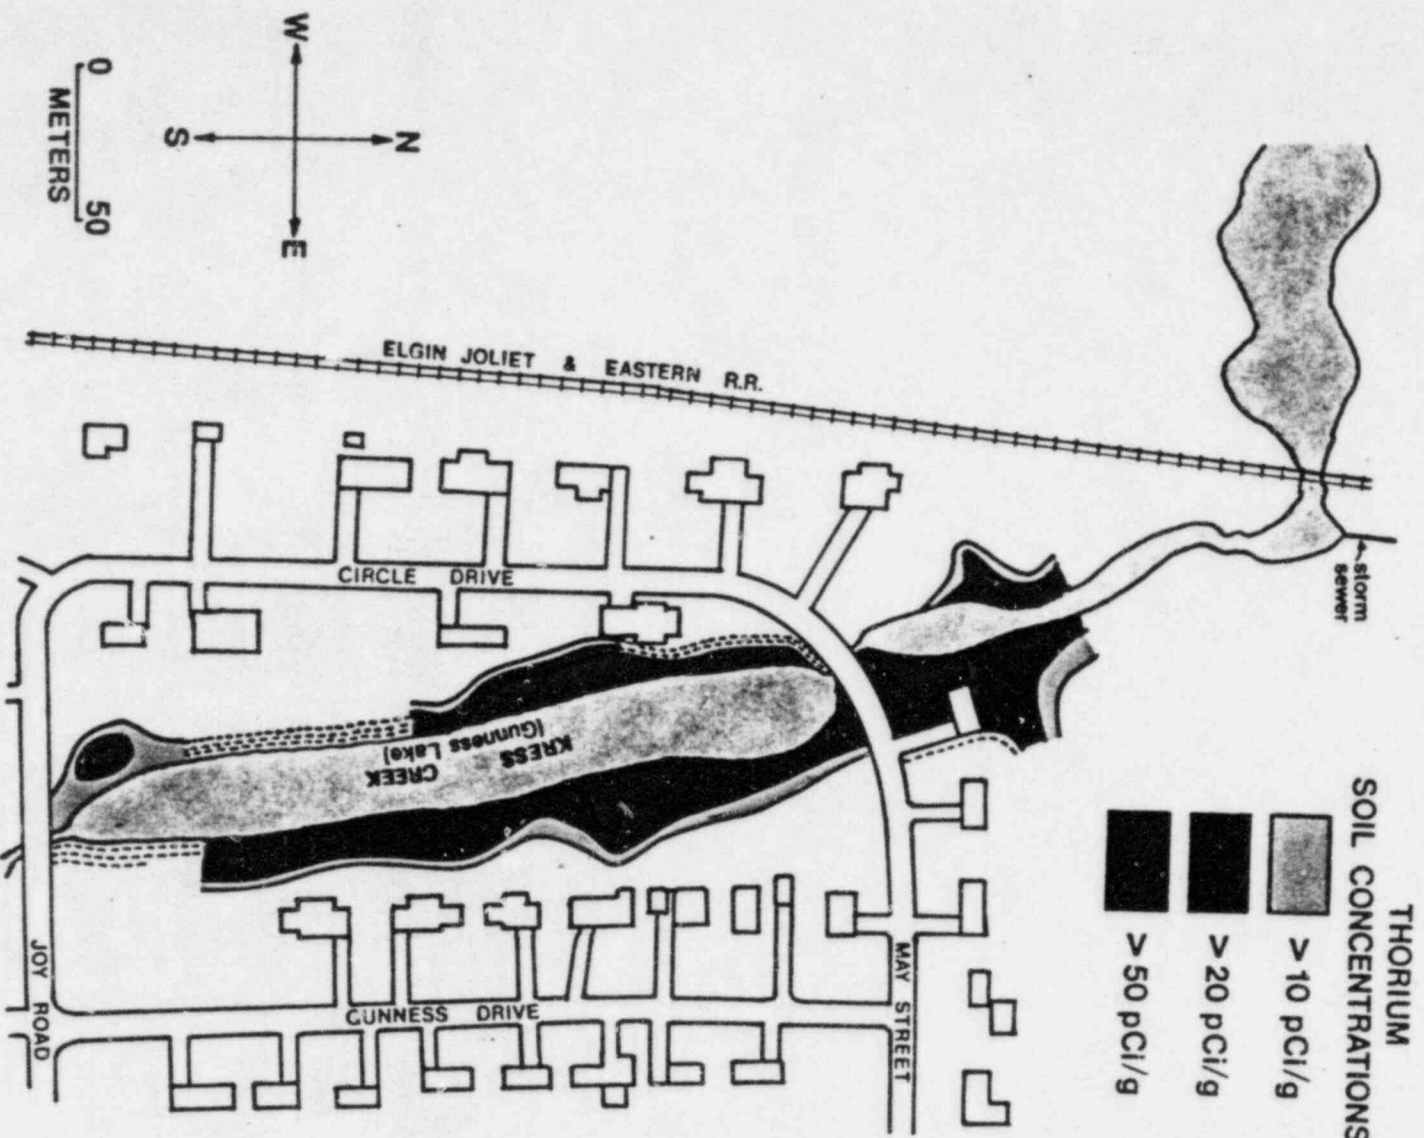 W
N
S
E
0 50
METERS
ELGIN JOLIET & EASTERN R.R.
storm
sewer
CIRCLE DRIVE
KRESS CREEK
(Gunness Lake)
JOY ROAD
GUNNESS DRIVE
MAY STREET
THORIUM
SOIL CONCENTRATIONS
> 10 pCi/g
> 20 pCi/g
> 50 pCi/g